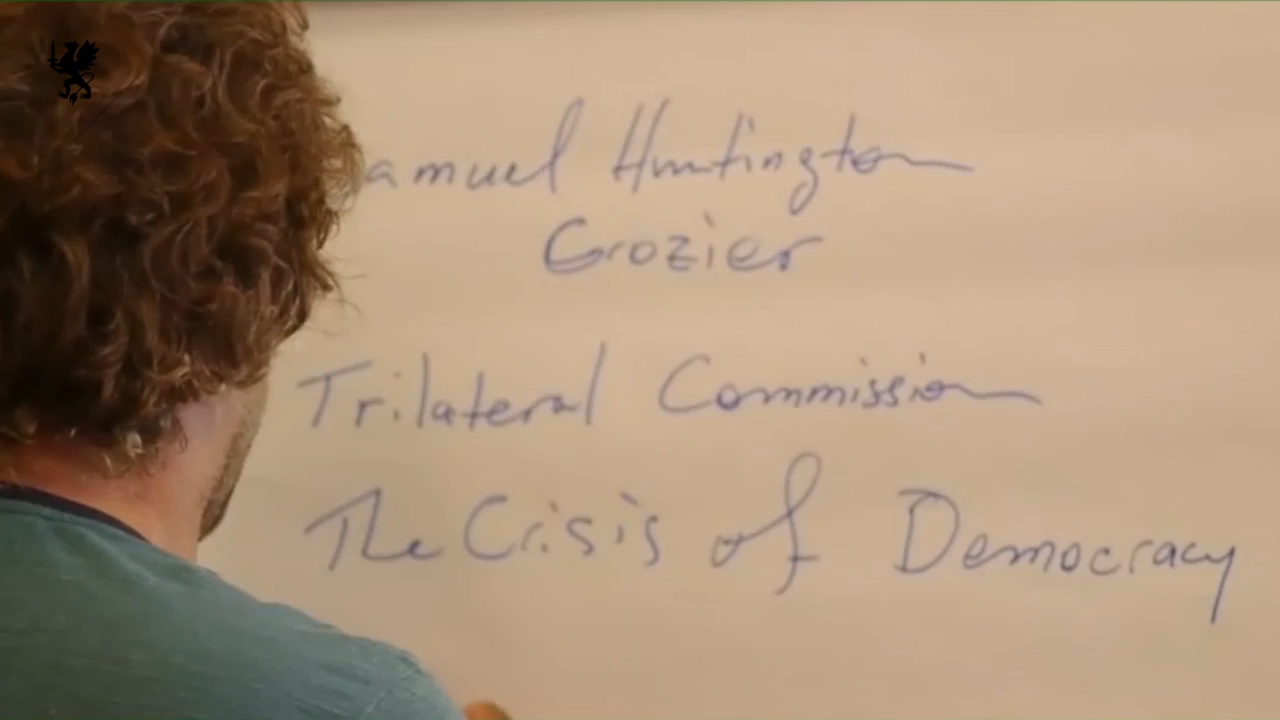 amuel Huntington
Crozier
Trilateral Commission
The Crisis of Democracy